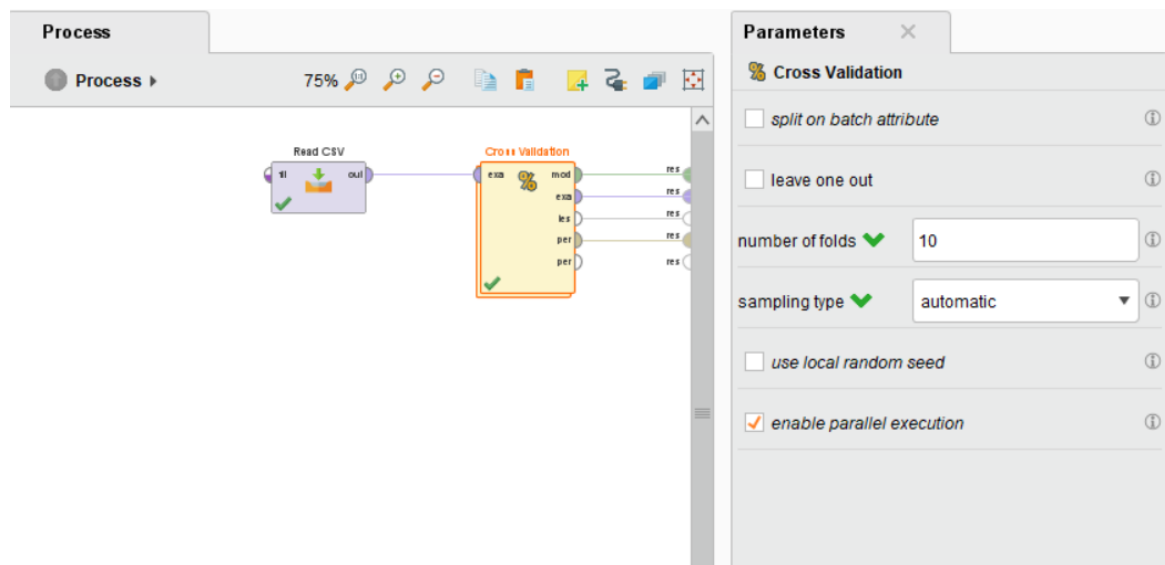 Process
Process
75%
Read CSV
fil
out
Cross Validation
exa
mod
exa
tes
per
per
res
res
res
res
res
Parameters
Cross Validation
split on batch attribute
leave one out
number of folds
10
sampling type
automatic
use local random seed
enable parallel execution